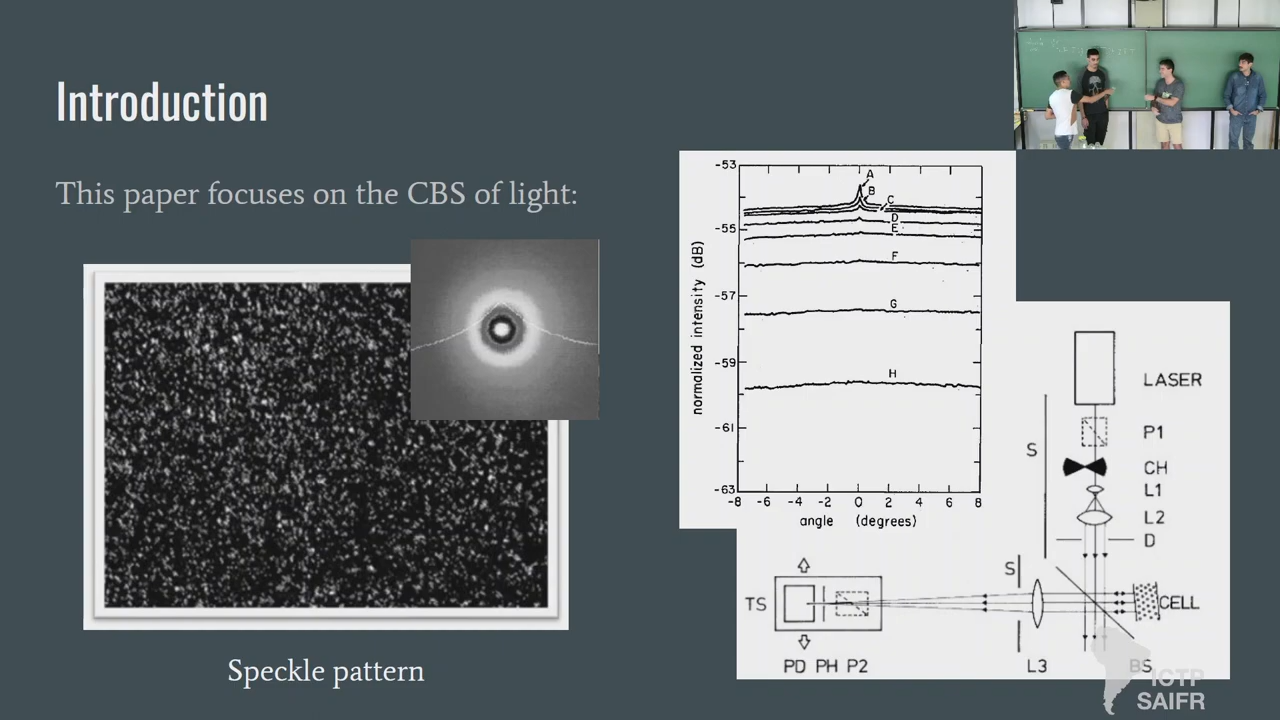 Introduction
This paper focuses on the CBS of light:
Speckle pattern
normalized intensity (dB)
-53
-55
-57
-59
-61
-63
A
B
C
D
E
F
G
H
-8 -6 -4 -2 0 2 4 6 8
angle (degrees)
LASER
P1
S
CH
L1
L2
D
S
TS
CELL
PD PH P2
L3
BS
ICTP
SAIFR